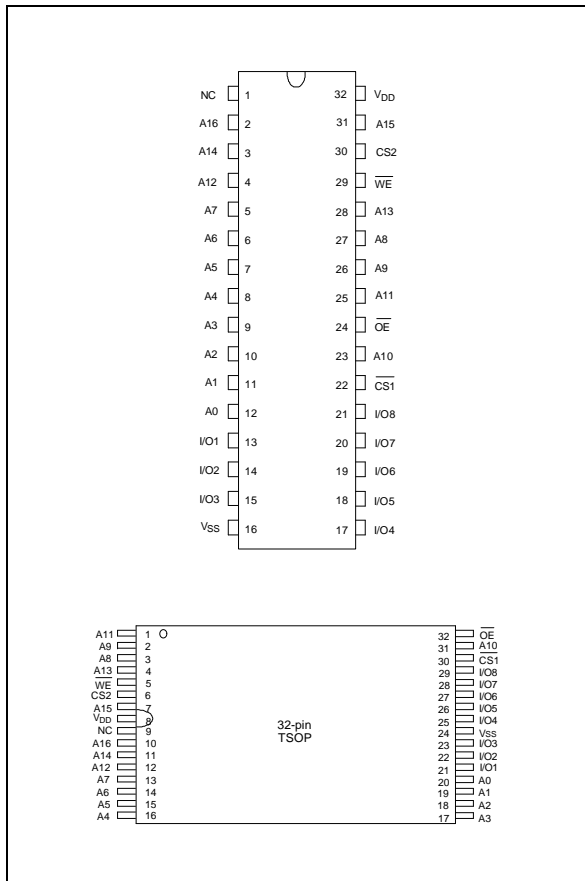 NC 1 32 VDD
A16 2 31 A15
A14 3 30 CS2
A12 4 29 W̅E̅
A7 5 28 A13
A6 6 27 A8
A5 7 26 A9
A4 8 25 A11
A3 9 24 O̅E̅
A2 10 23 A10
A1 11 22 C̅S̅1̅
A0 12 21 I/O8
I/O1 13 20 I/O7
I/O2 14 19 I/O6
I/O3 15 18 I/O5
VSS 16 17 I/O4
A11 1 32 O̅E̅
A9 2 31 A10
A8 3 30 C̅S̅1̅
A13 4 29 I/O8
W̅E̅ 5 28 I/O7
CS2 6 27 I/O6
A15 7 26 I/O5
VDD 8 25 I/O4
NC 9 24 VSS
A16 10 23 I/O3
A14 11 22 I/O2
A12 12 21 I/O1
A7 13 20 A0
A6 14 19 A1
A5 15 18 A2
A4 16 17 A3
32-pin
TSOP